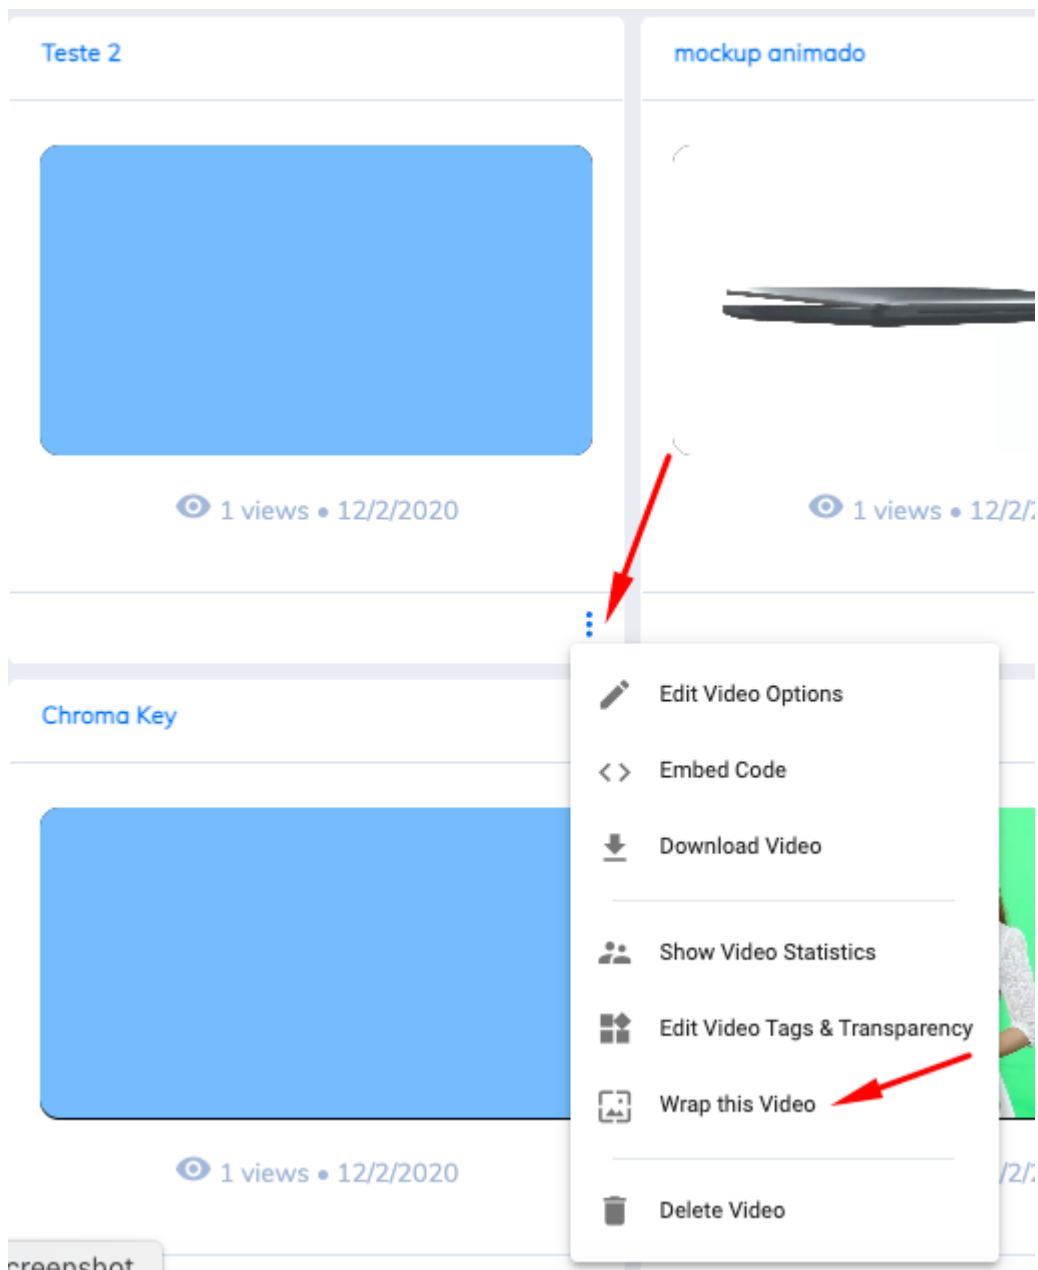 Teste 2
mockup animado
1 views • 12/2/2020
1 views • 12/2/
Chroma Key
Edit Video Options
Embed Code
Download Video
Show Video Statistics
Edit Video Tags & Transparency
Wrap this Video
Delete Video
1 views • 12/2/2020
/2/
creenshot